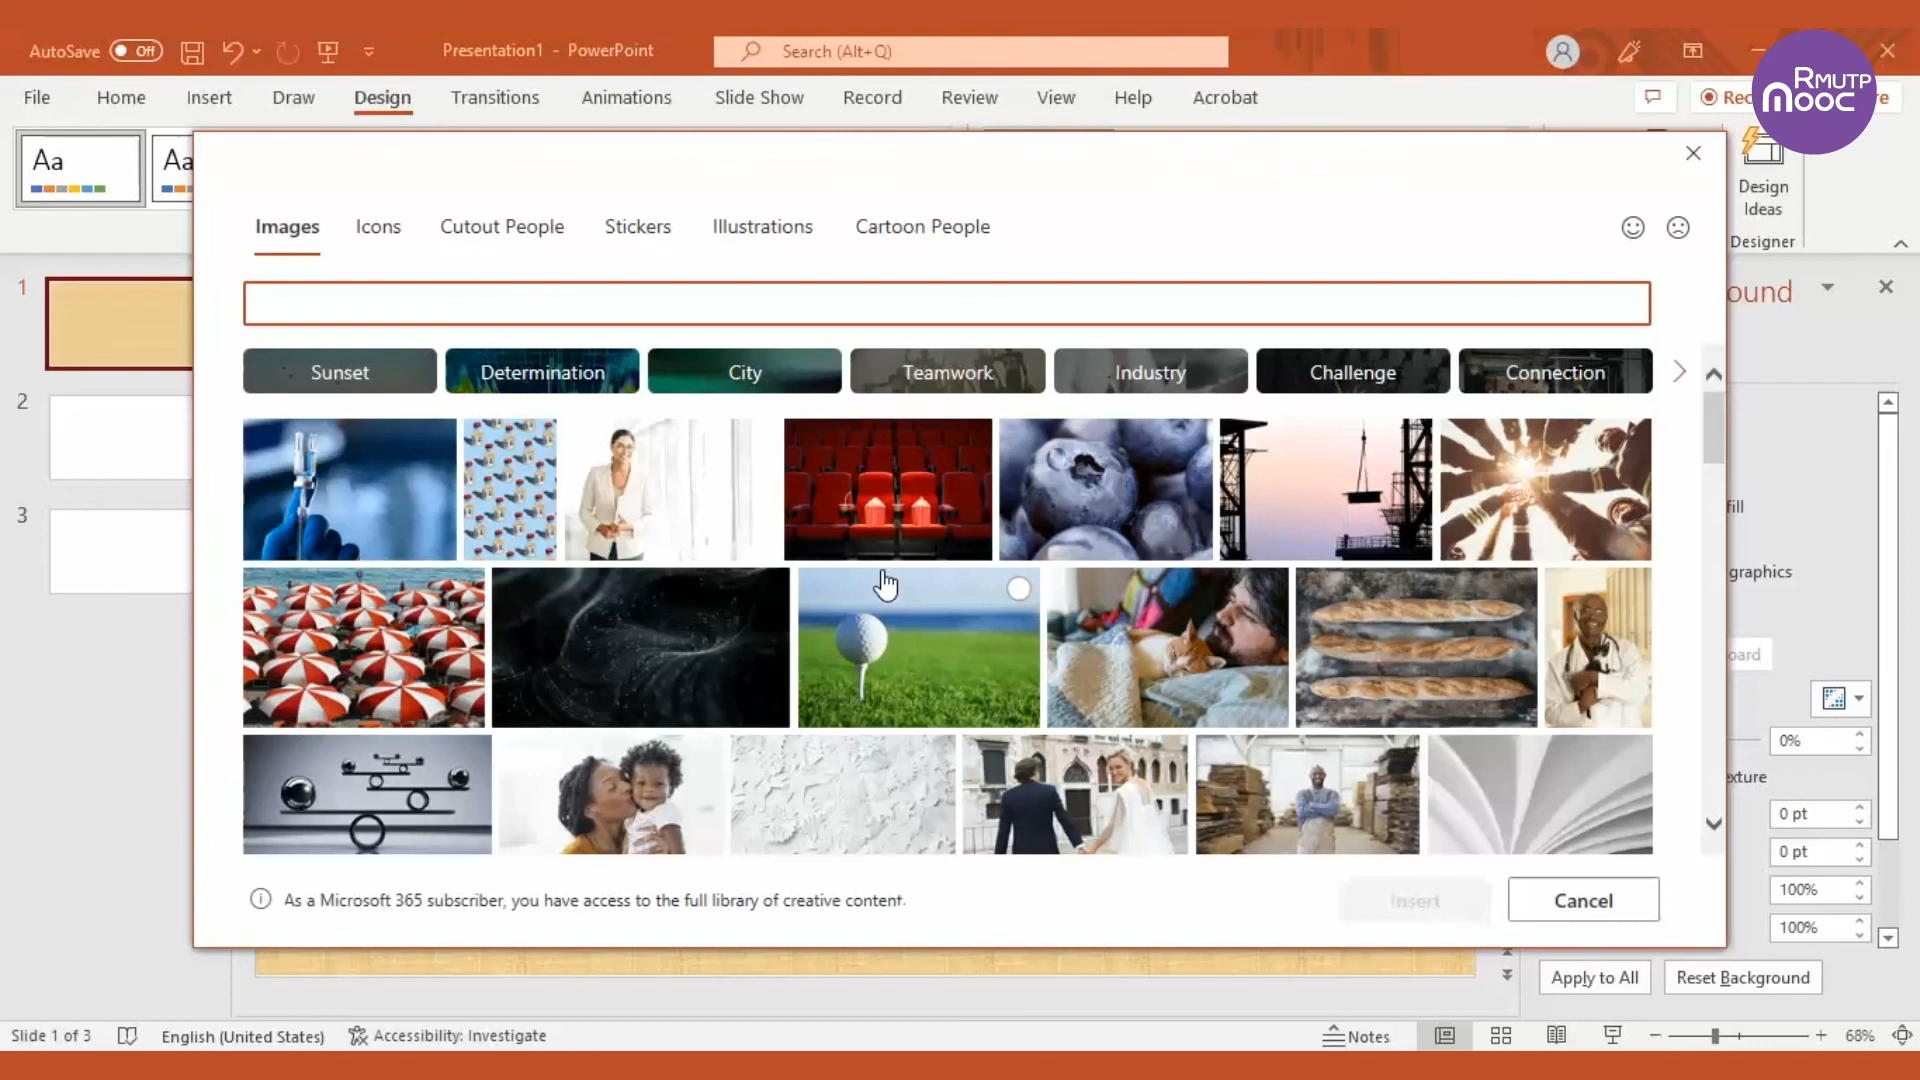 AutoSave Off
Presentation1 - PowerPoint
Search (Alt+Q)
RMUTP
MOOC
File Home Insert Draw Design Transitions Animations Slide Show Record Review View Help Acrobat
Rec
re
Aa
Aa
Design
Ideas
Designer
Images Icons Cutout People Stickers Illustrations Cartoon People
1
ound
Sunset Determination City Teamwork Industry Challenge Connection
2
3
fill
graphics
oard
0%
exture
0 pt
0 pt
100%
100%
As a Microsoft 365 subscriber, you have access to the full library of creative content.
Insert
Cancel
Apply to All
Reset Background
Slide 1 of 3
English (United States)
Accessibility: Investigate
Notes
68%